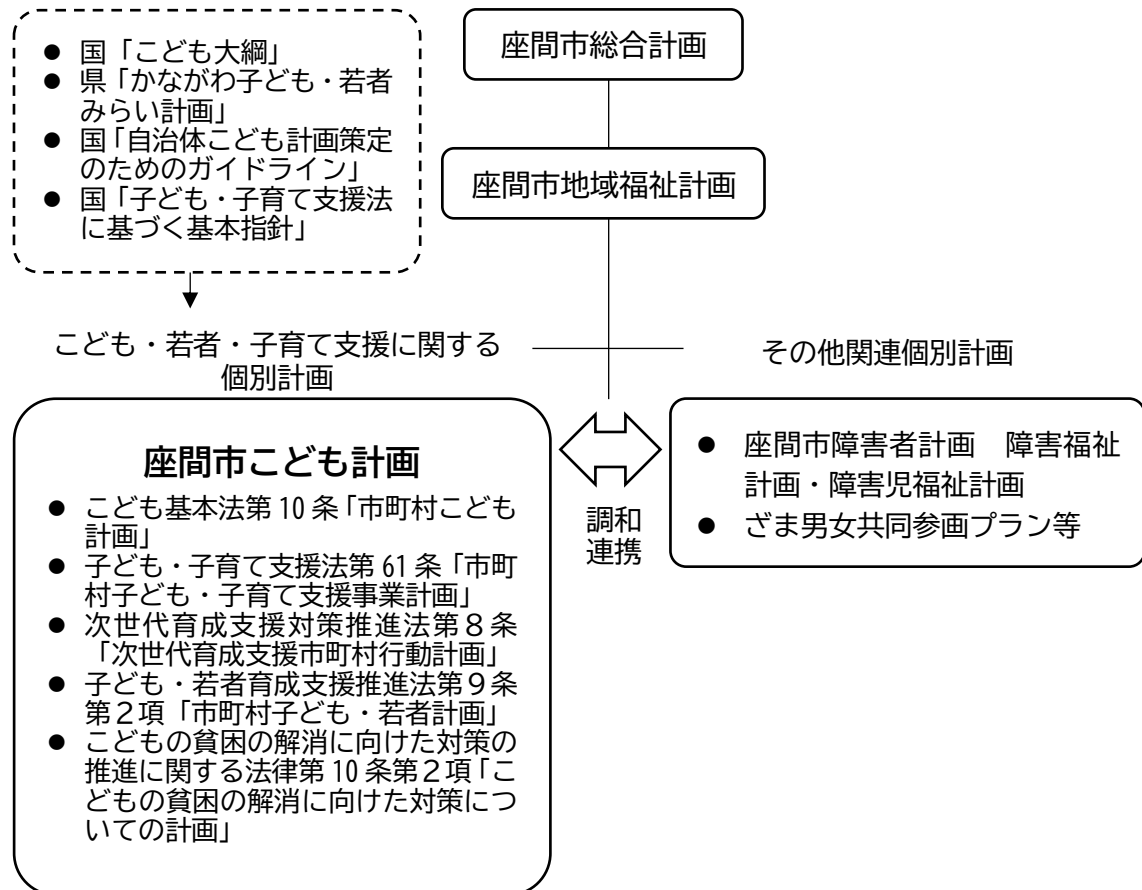 ● 国「こども大綱」
● 県「かながわ子ども・若者
みらい計画」
● 国「自治体こども計画策定
のためのガイドライン」
● 国「子ども・子育て支援法
に基づく基本指針」
座間市総合計画
座間市地域福祉計画
こども・若者・子育て支援に関する
個別計画
その他関連個別計画
座間市こども計画
● こども基本法第10条「市町村こども
計画」
● 子ども・子育て支援法第61条「市町
村子ども・子育て支援事業計画」
● 次世代育成支援対策推進法第8条
「次世代育成支援市町村行動計画」
● 子ども・若者育成支援推進法第9条
第2項「市町村子ども・若者計画」
● こどもの貧困の解消に向けた対策の
推進に関する法律第10条第2項「こ
どもの貧困の解消に向けた対策につ
いての計画」
調和
連携
● 座間市障害者計画　障害福祉
計画・障害児福祉計画
● ざま男女共同参画プラン等